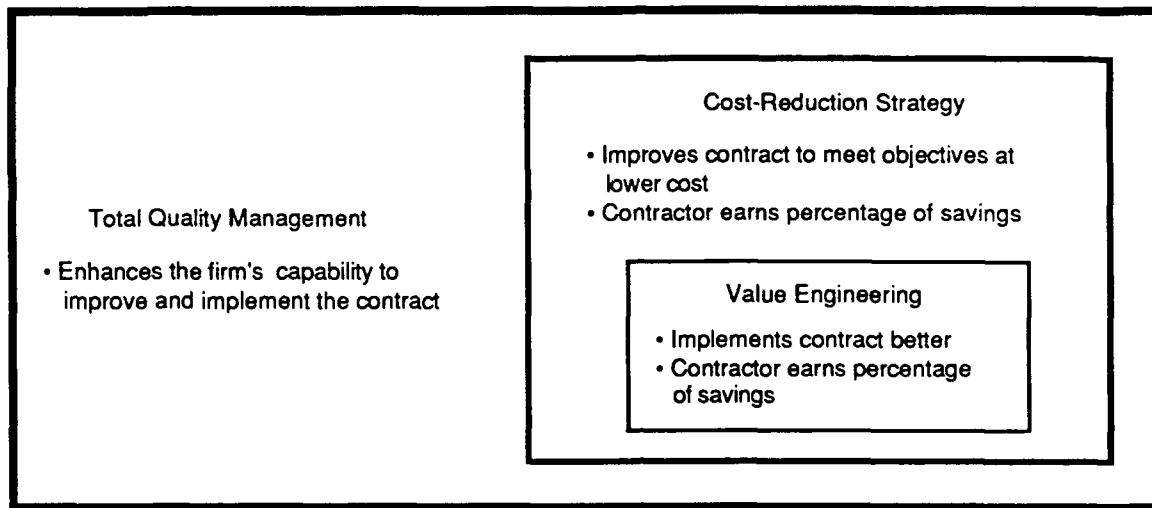 Total Quality Management
• Enhances the firm's capability to
improve and implement the contract
Cost-Reduction Strategy
• Improves contract to meet objectives at
lower cost
• Contractor earns percentage of savings
Value Engineering
• Implements contract better
• Contractor earns percentage
of savings